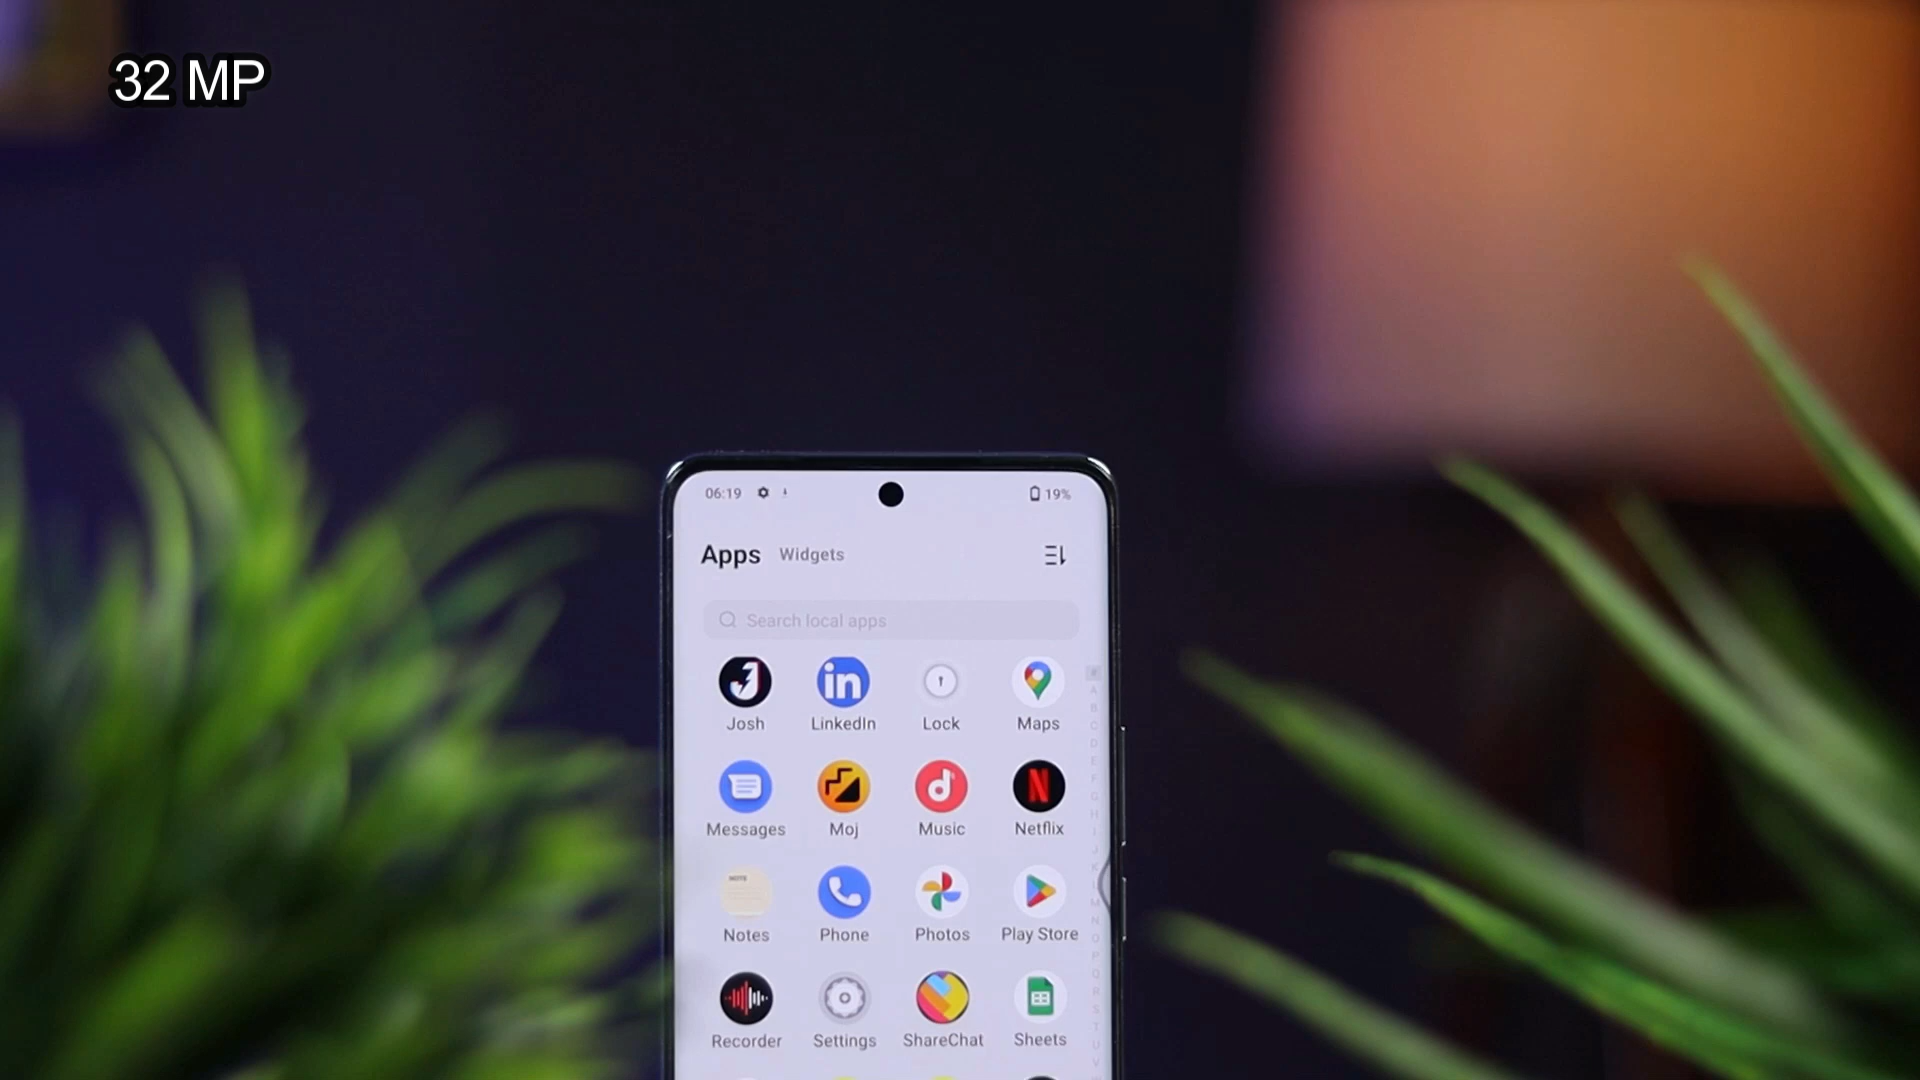 32 MP
06:19 19%
Apps Widgets
Search local apps
Josh LinkedIn Lock Maps
Messages Moj Music Netflix
NOTE
Notes Phone Photos Play Store
Recorder Settings ShareChat Sheets